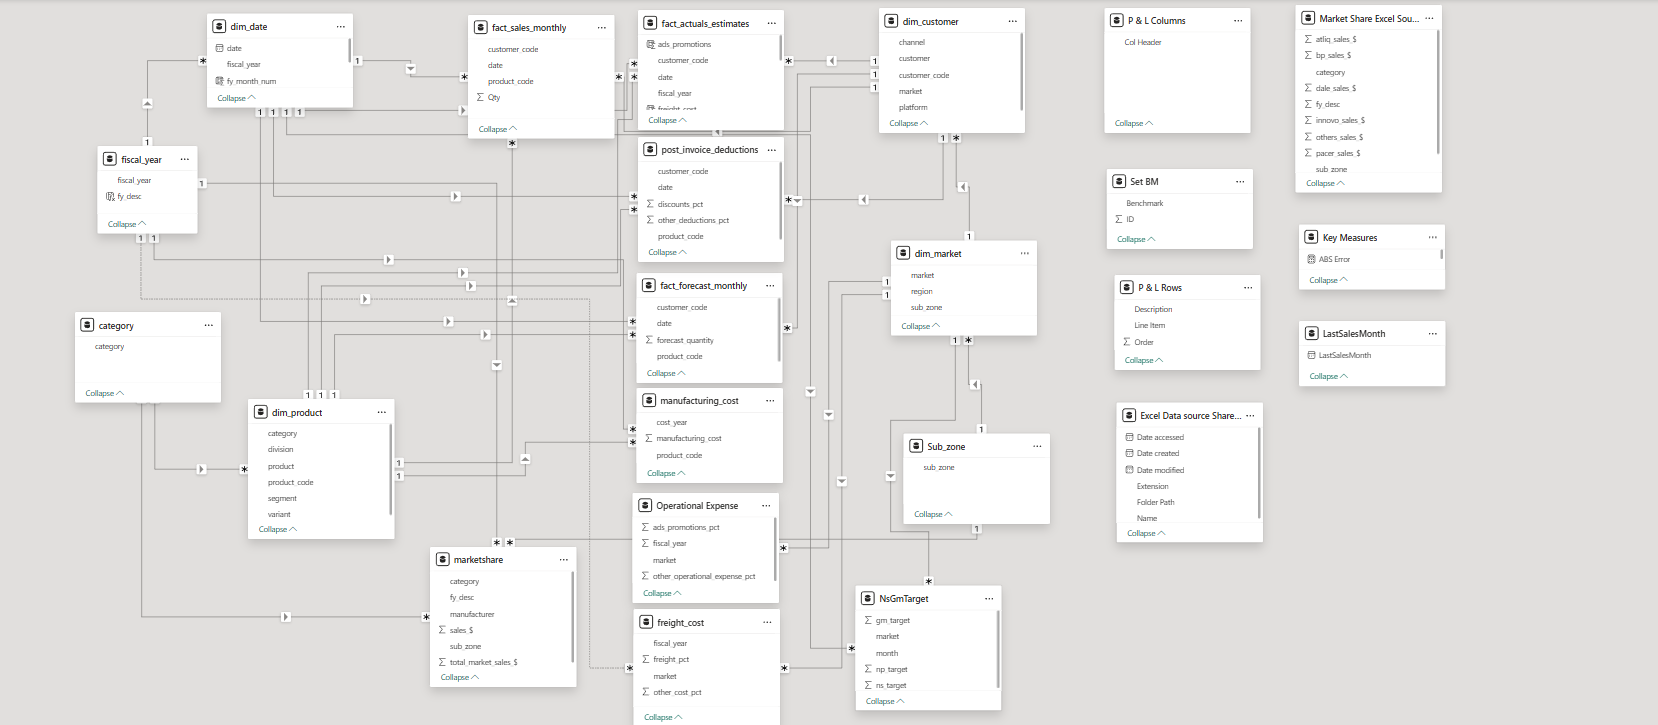 dim_date
date
fiscal_year
fy_month_num
Collapse
fact_sales_monthly
customer_code
date
product_code
Qty
Collapse
fact_actuals_estimates
ads_promotions
customer_code
date
fiscal_year
freight_cost
Collapse
dim_customer
channel
customer
customer_code
market
platform
Collapse
P & L Columns
Col Header
Collapse
Market Share Excel Sou...
atliq_sales_$
bp_sales_$
category
dale_sales_$
fy_desc
innovo_sales_$
others_sales_$
pacer_sales_$
sub_zone
Collapse
fiscal_year
fiscal_year
fy_desc
Collapse
post_invoice_deductions
customer_code
date
discounts_pct
other_deductions_pct
product_code
Collapse
Set BM
Benchmark
ID
Collapse
Key Measures
ABS Error
Collapse
dim_market
market
region
sub_zone
Collapse
fact_forecast_monthly
customer_code
date
forecast_quantity
product_code
Collapse
P & L Rows
Description
Line Item
Order
Collapse
LastSalesMonth
LastSalesMonth
Collapse
category
category
Collapse
dim_product
category
division
product
product_code
segment
variant
Collapse
manufacturing_cost
cost_year
manufacturing_cost
product_code
Collapse
Sub_zone
sub_zone
Collapse
Excel Data source Share...
Date accessed
Date created
Date modified
Extension
Folder Path
Name
Collapse
Operational Expense
ads_promotions_pct
fiscal_year
market
other_operational_expense_pct
Collapse
marketshare
category
fy_desc
manufacturer
sales_$
sub_zone
total_market_sales_$
Collapse
freight_cost
fiscal_year
freight_pct
market
other_cost_pct
Collapse
NsGmTarget
gm_target
market
month
np_target
ns_target
Collapse